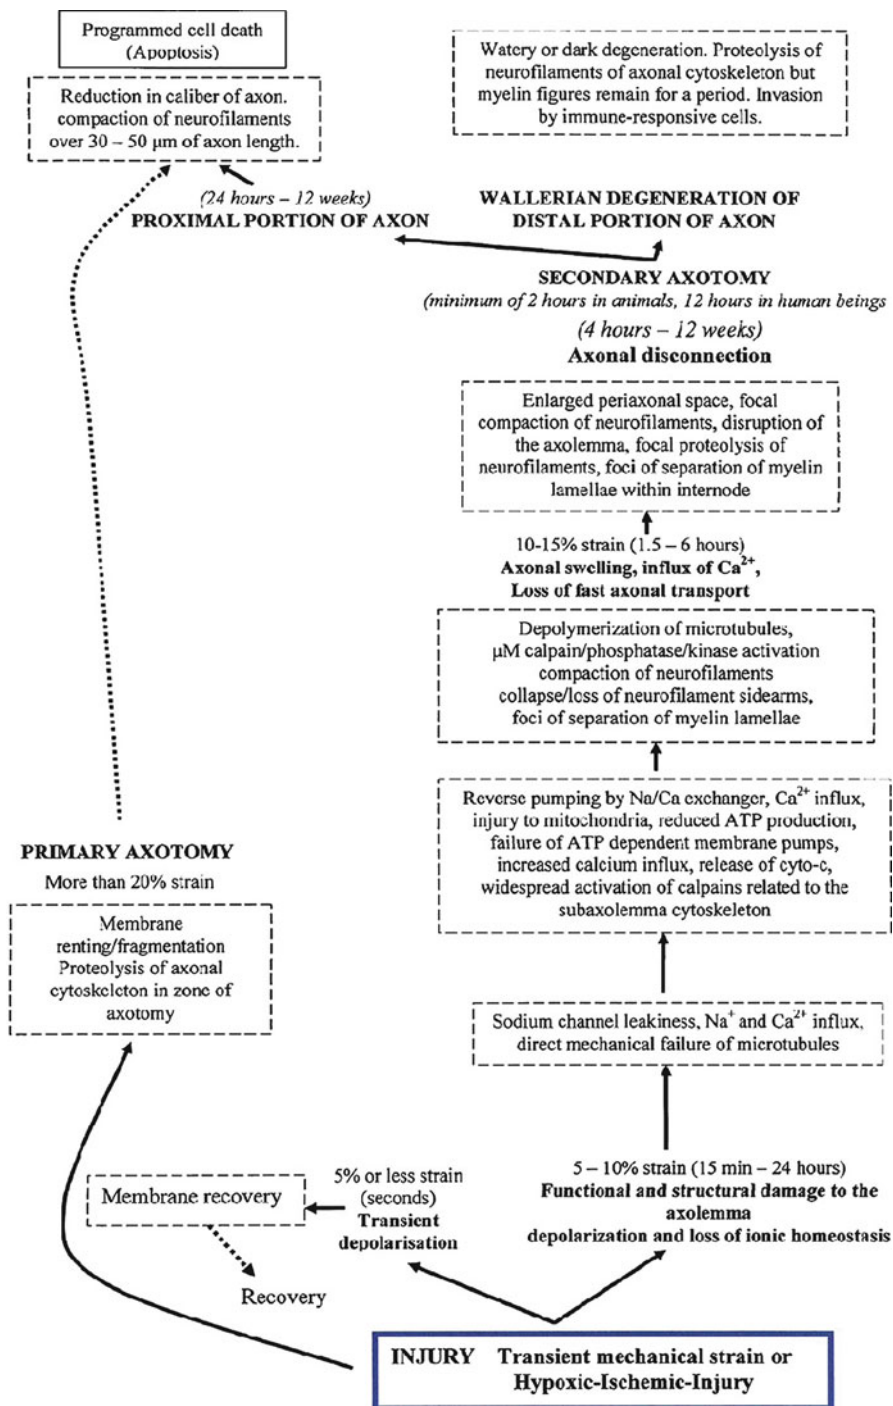 Programmed cell death
(Apoptosis)
Reduction in caliber of axon.
compaction of neurofilaments
over 30 – 50 µm of axon length.
Watery or dark degeneration. Proteolysis of
neurofilaments of axonal cytoskeleton but
myelin figures remain for a period. Invasion
by immune-responsive cells.
(24 hours – 12 weeks)
PROXIMAL PORTION OF AXON
WALLERIAN DEGENERATION OF
DISTAL PORTION OF AXON
SECONDARY AXOTOMY
(minimum of 2 hours in animals, 12 hours in human beings
(4 hours – 12 weeks)
Axonal disconnection
Enlarged periaxonal space, focal
compaction of neurofilaments, disruption of
the axolemma, focal proteolysis of
neurofilaments, foci of separation of myelin
lamellae within internode
10-15% strain (1.5 – 6 hours)
Axonal swelling, influx of Ca²⁺,
Loss of fast axonal transport
Depolymerization of microtubules,
µM calpain/phosphatase/kinase activation
compaction of neurofilaments
collapse/loss of neurofilament sidearms,
foci of separation of myelin lamellae
Reverse pumping by Na/Ca exchanger, Ca²⁺ influx,
injury to mitochondria, reduced ATP production,
failure of ATP dependent membrane pumps,
increased calcium influx, release of cyto-c,
widespread activation of calpains related to the
subaxolemma cytoskeleton
PRIMARY AXOTOMY
More than 20% strain
Membrane
renting/fragmentation
Proteolysis of axonal
cytoskeleton in zone of
axotomy
Sodium channel leakiness, Na⁺ and Ca²⁺ influx,
direct mechanical failure of microtubules
5 – 10% strain (15 min – 24 hours)
Functional and structural damage to the
axolemma
depolarization and loss of ionic homeostasis
5% or less strain
(seconds)
Transient
depolarisation
Membrane recovery
Recovery
INJURY Transient mechanical strain or
Hypoxic-Ischemic-Injury